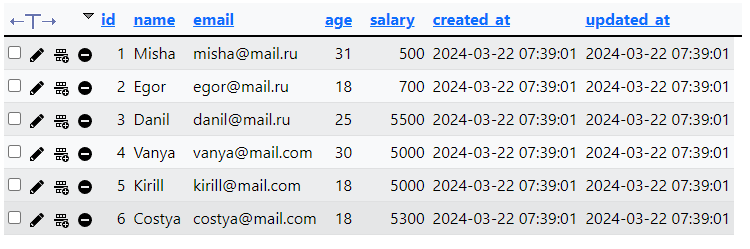 ←T→ id name email age salary created_at updated_at
1 Misha misha@mail.ru 31 500 2024-03-22 07:39:01 2024-03-22 07:39:01
2 Egor egor@mail.ru 18 700 2024-03-22 07:39:01 2024-03-22 07:39:01
3 Danil danil@mail.ru 25 5500 2024-03-22 07:39:01 2024-03-22 07:39:01
4 Vanya vanya@mail.com 30 5000 2024-03-22 07:39:01 2024-03-22 07:39:01
5 Kirill kirill@mail.com 18 5000 2024-03-22 07:39:01 2024-03-22 07:39:01
6 Costya costya@mail.com 18 5300 2024-03-22 07:39:01 2024-03-22 07:39:01